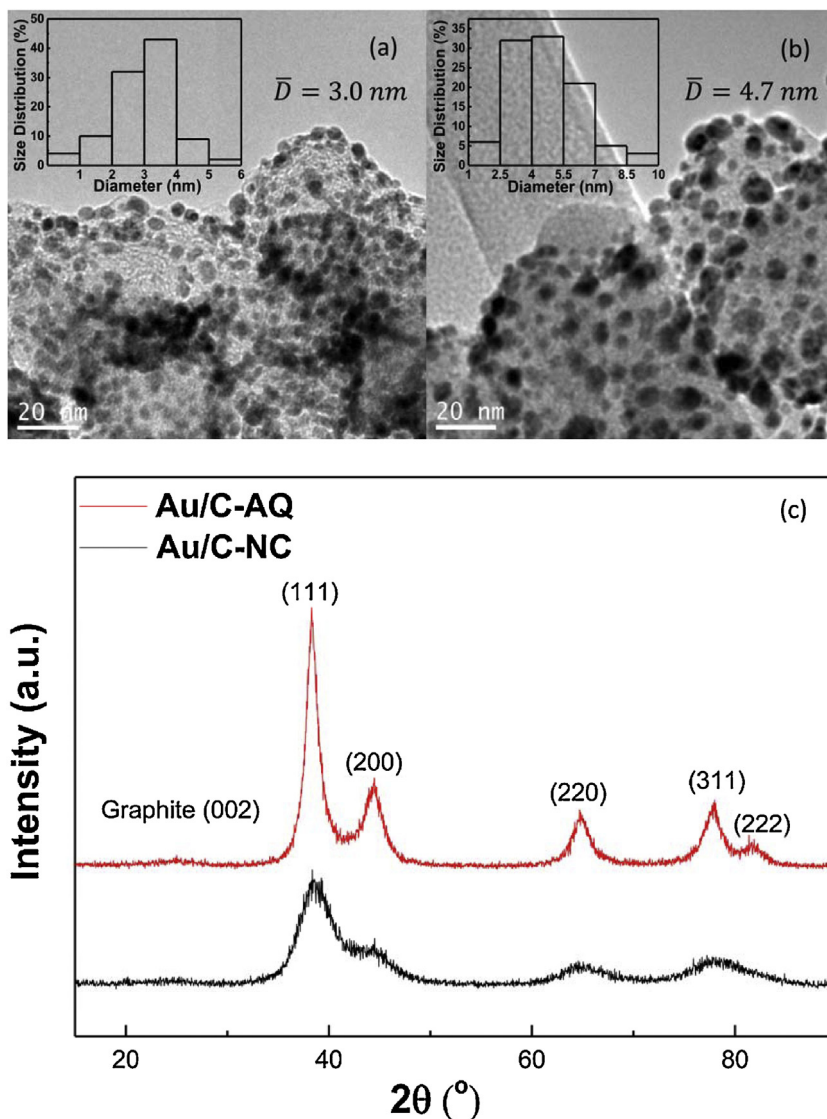 (a)
D̅ = 3.0 nm
Size Distribution (%)
50
40
30
20
10
0
1 2 3 4 5 6
Diameter (nm)
20 nm
(b)
D̅ = 4.7 nm
Size Distribution (%)
35
30
25
20
15
10
5
0
1 2.5 4 5.5 7 8.5 10
Diameter (nm)
20 nm
(c)
Au/C-AQ
Au/C-NC
(111)
(200)
(220)
(311)
(222)
Graphite (002)
Intensity (a.u.)
20 40 60 80
2θ (°)